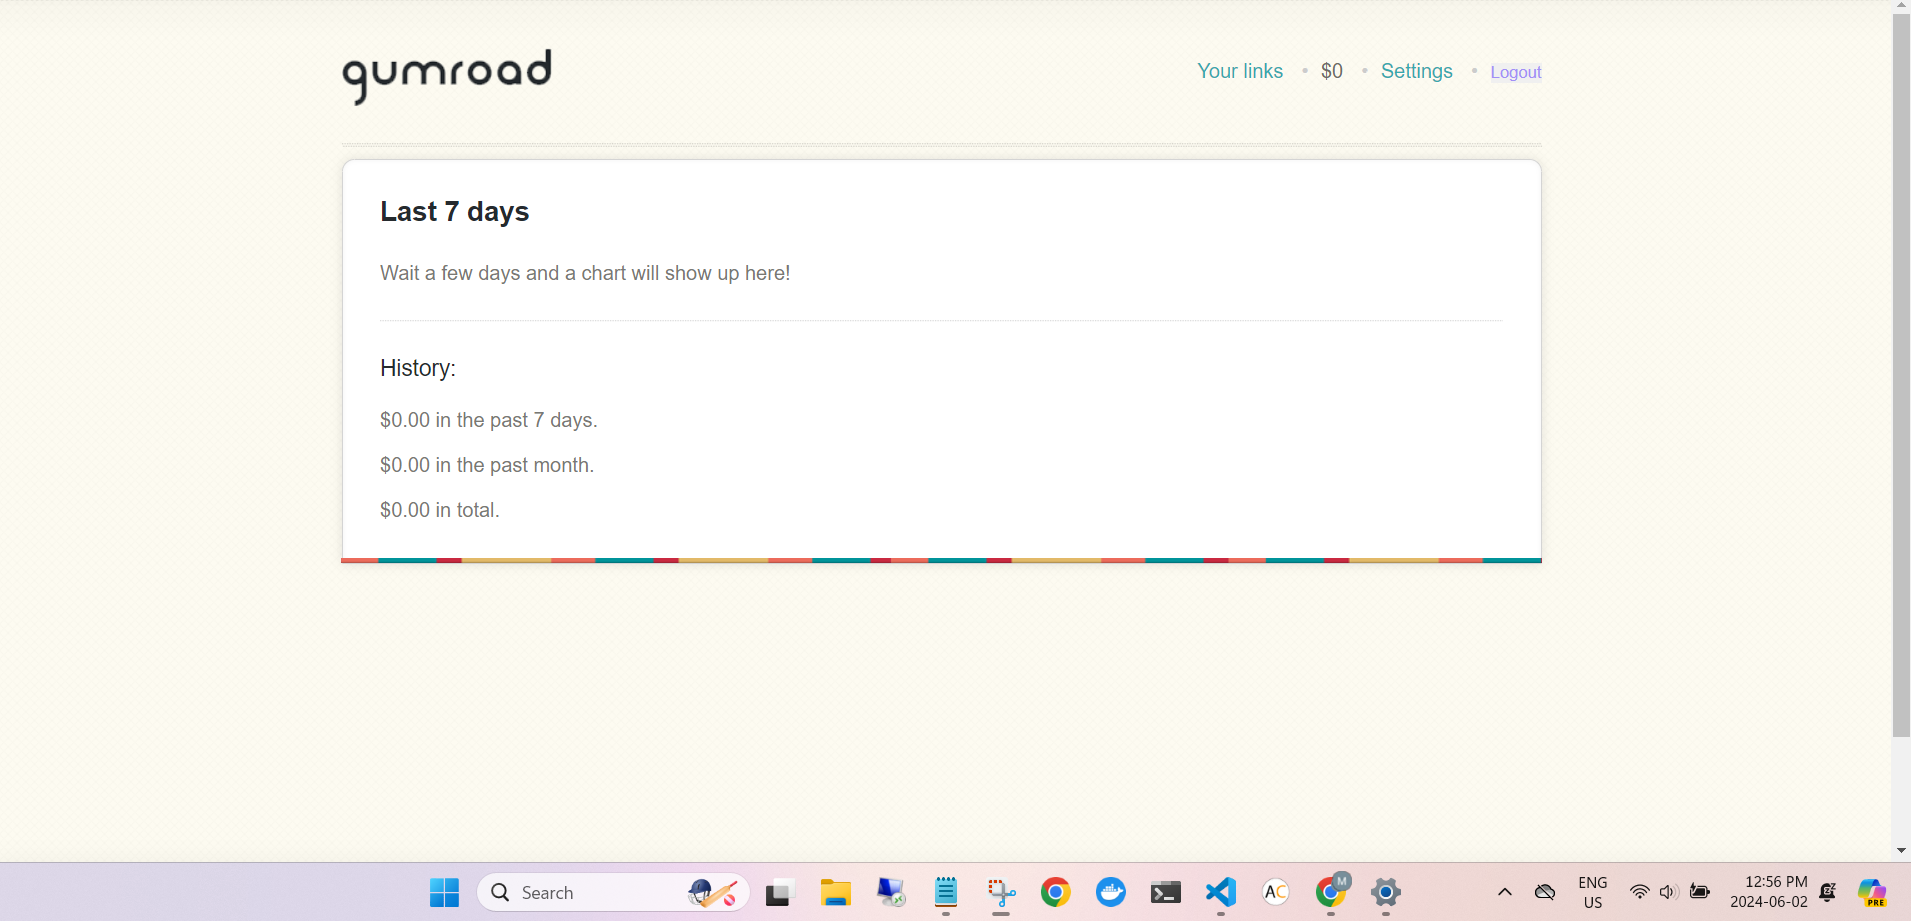 gumroad
Your links • $0 • Settings • Logout
Last 7 days
Wait a few days and a chart will show up here!
History:
$0.00 in the past 7 days.
$0.00 in the past month.
$0.00 in total.
Search
AC
M
ENG
US
12:56 PM
2024-06-02
PRE